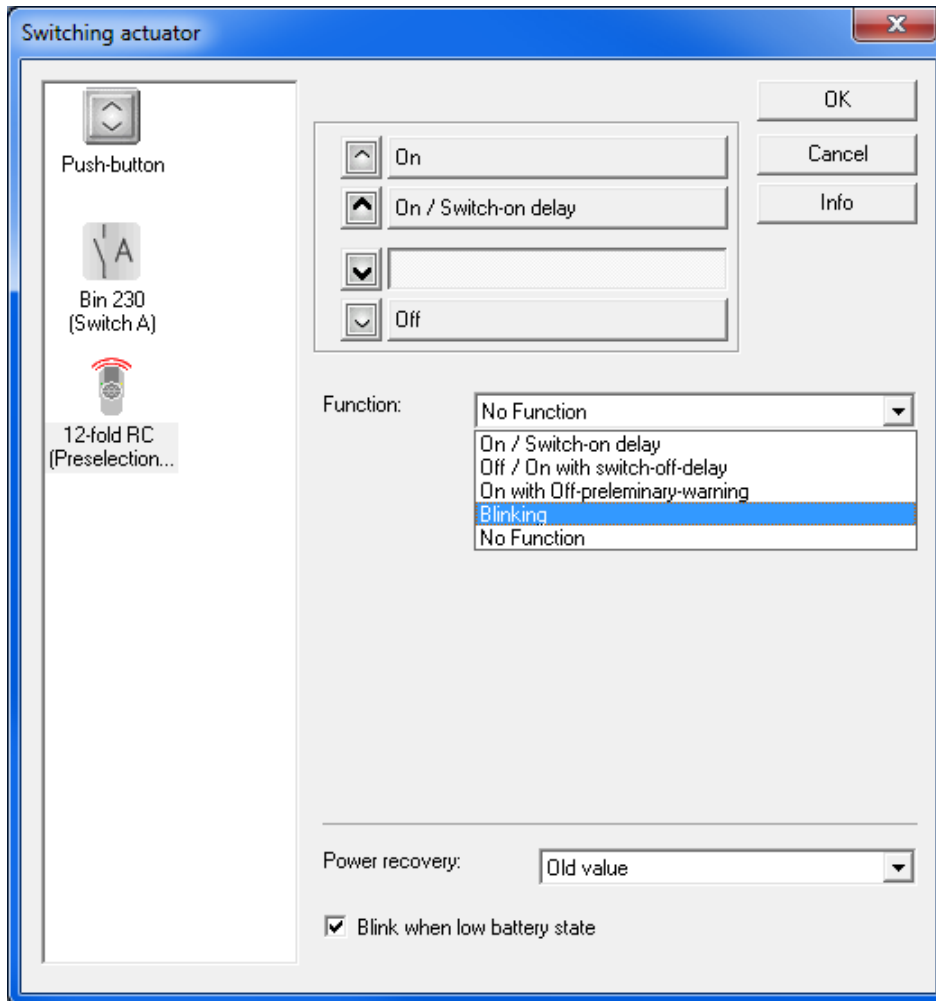 Switching actuator
Push-button
Bin 230
(Switch A)
12-fold RC
(Preselection...
On
On / Switch-on delay
Off
OK
Cancel
Info
Function:
No Function
On / Switch-on delay
Off / On with switch-off-delay
On with Off-preleminary-warning
Blinking
No Function
Power recovery:
Old value
Blink when low battery state